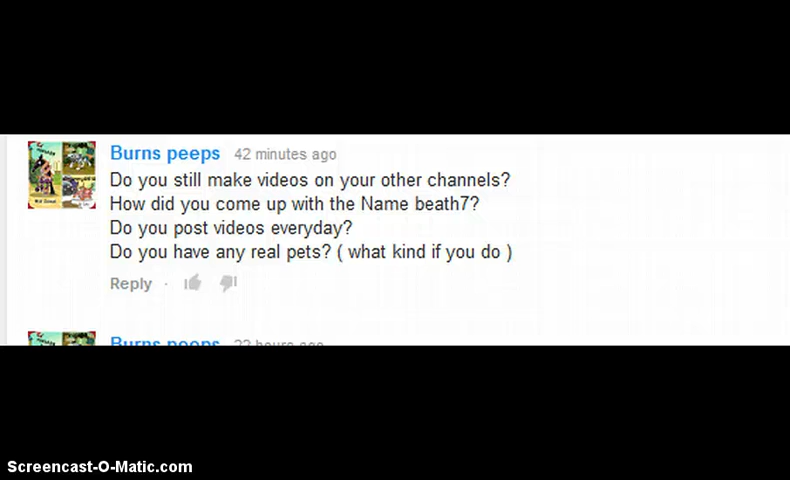 Burns peeps 42 minutes ago
Do you still make videos on your other channels?
How did you come up with the Name beath7?
Do you post videos everyday?
Do you have any real pets? ( what kind if you do )
Reply ·
Burns peeps 22 hours ago
Screencast-O-Matic.com